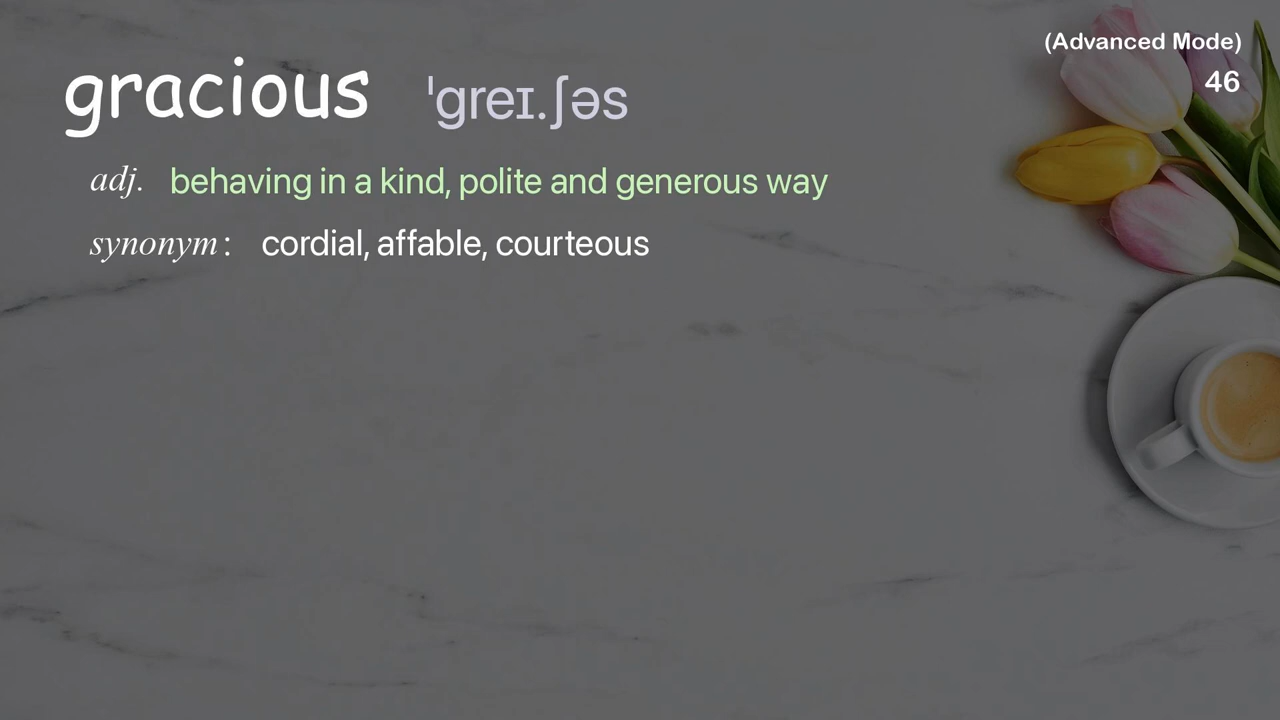 (Advanced Mode)
46
gracious ˈgreɪ.ʃəs
adj. behaving in a kind, polite and generous way
synonym: cordial, affable, courteous